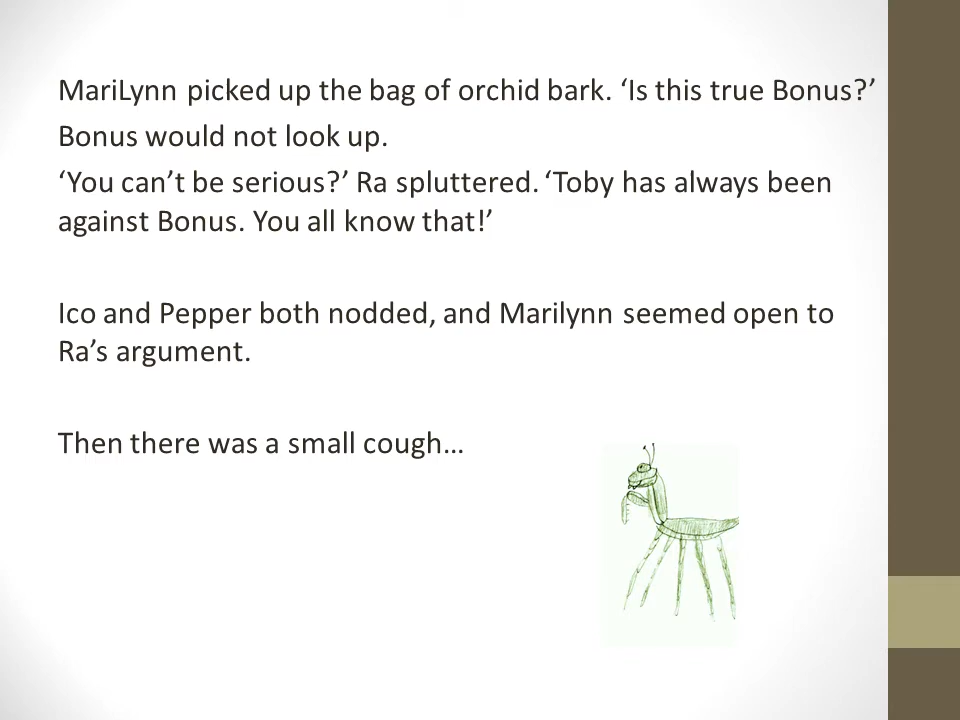 MariLynn picked up the bag of orchid bark. ‘Is this true Bonus?’
Bonus would not look up.
‘You can’t be serious?’ Ra spluttered. ‘Toby has always been
against Bonus. You all know that!’
Ico and Pepper both nodded, and Marilynn seemed open to
Ra’s argument.
Then there was a small cough…